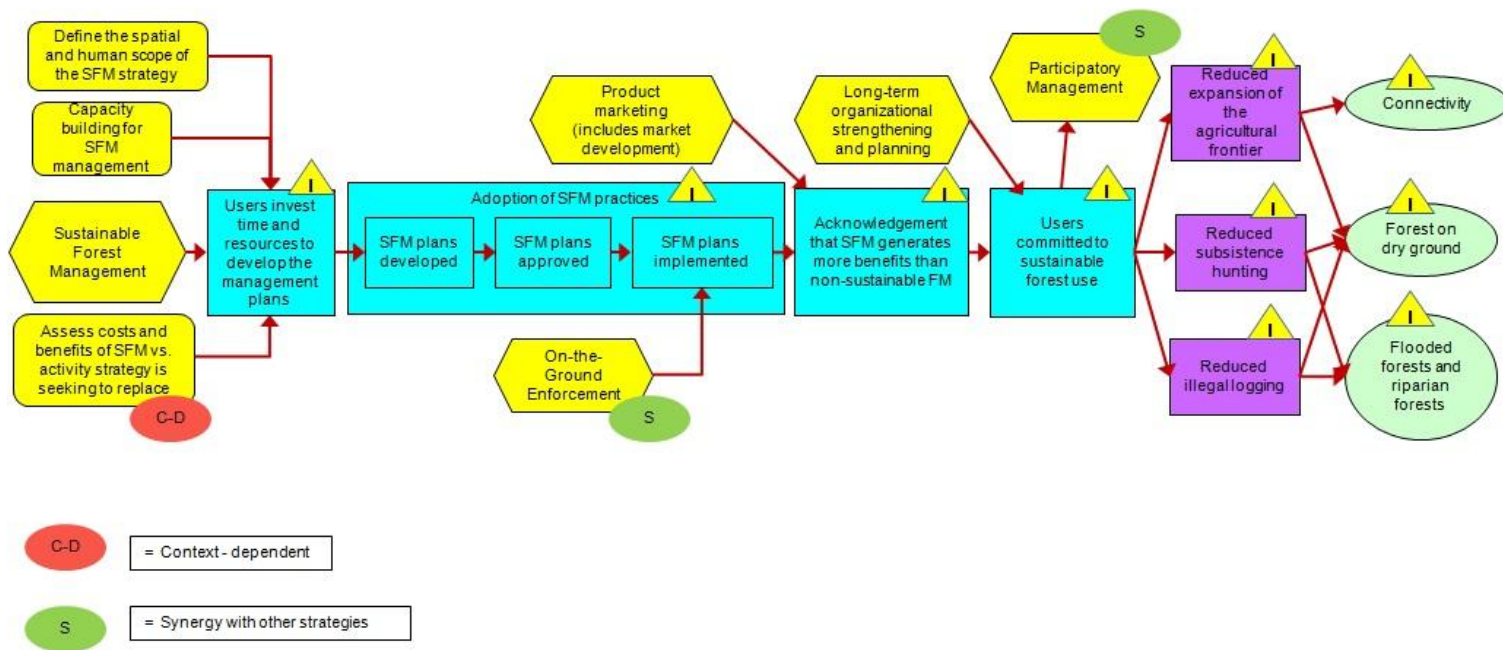 Define the spatial
and human scope of
the SFM strategy
Capacity
building for
SFM
management
Sustainable
Forest
Management
Assess costs and
benefits of SFM vs.
activity strategy is
seeking to replace
C-D
I
Users invest
time and
resources to
develop the
management
plans
I
Adoption of SFM practices
SFM plans
developed
SFM plans
approved
SFM plans
implemented
On-the-
Ground
Enforcement
S
Product
marketing
(includes market
development)
I
Acknowledgement
that SFM generates
more benefits than
non-sustainable FM
Long-term
organizational
strengthening
and planning
I
Users
committed to
sustainable
forest use
S
Participatory
Management
I
Reduced
expansion of
the
agricultural
frontier
I
Reduced
subsistence
hunting
I
Reduced
illegal logging
I
Connectivity
I
Forest on
dry ground
I
Flooded
forests and
riparian
forests
C-D
= Context - dependent
S
= Synergy with other strategies